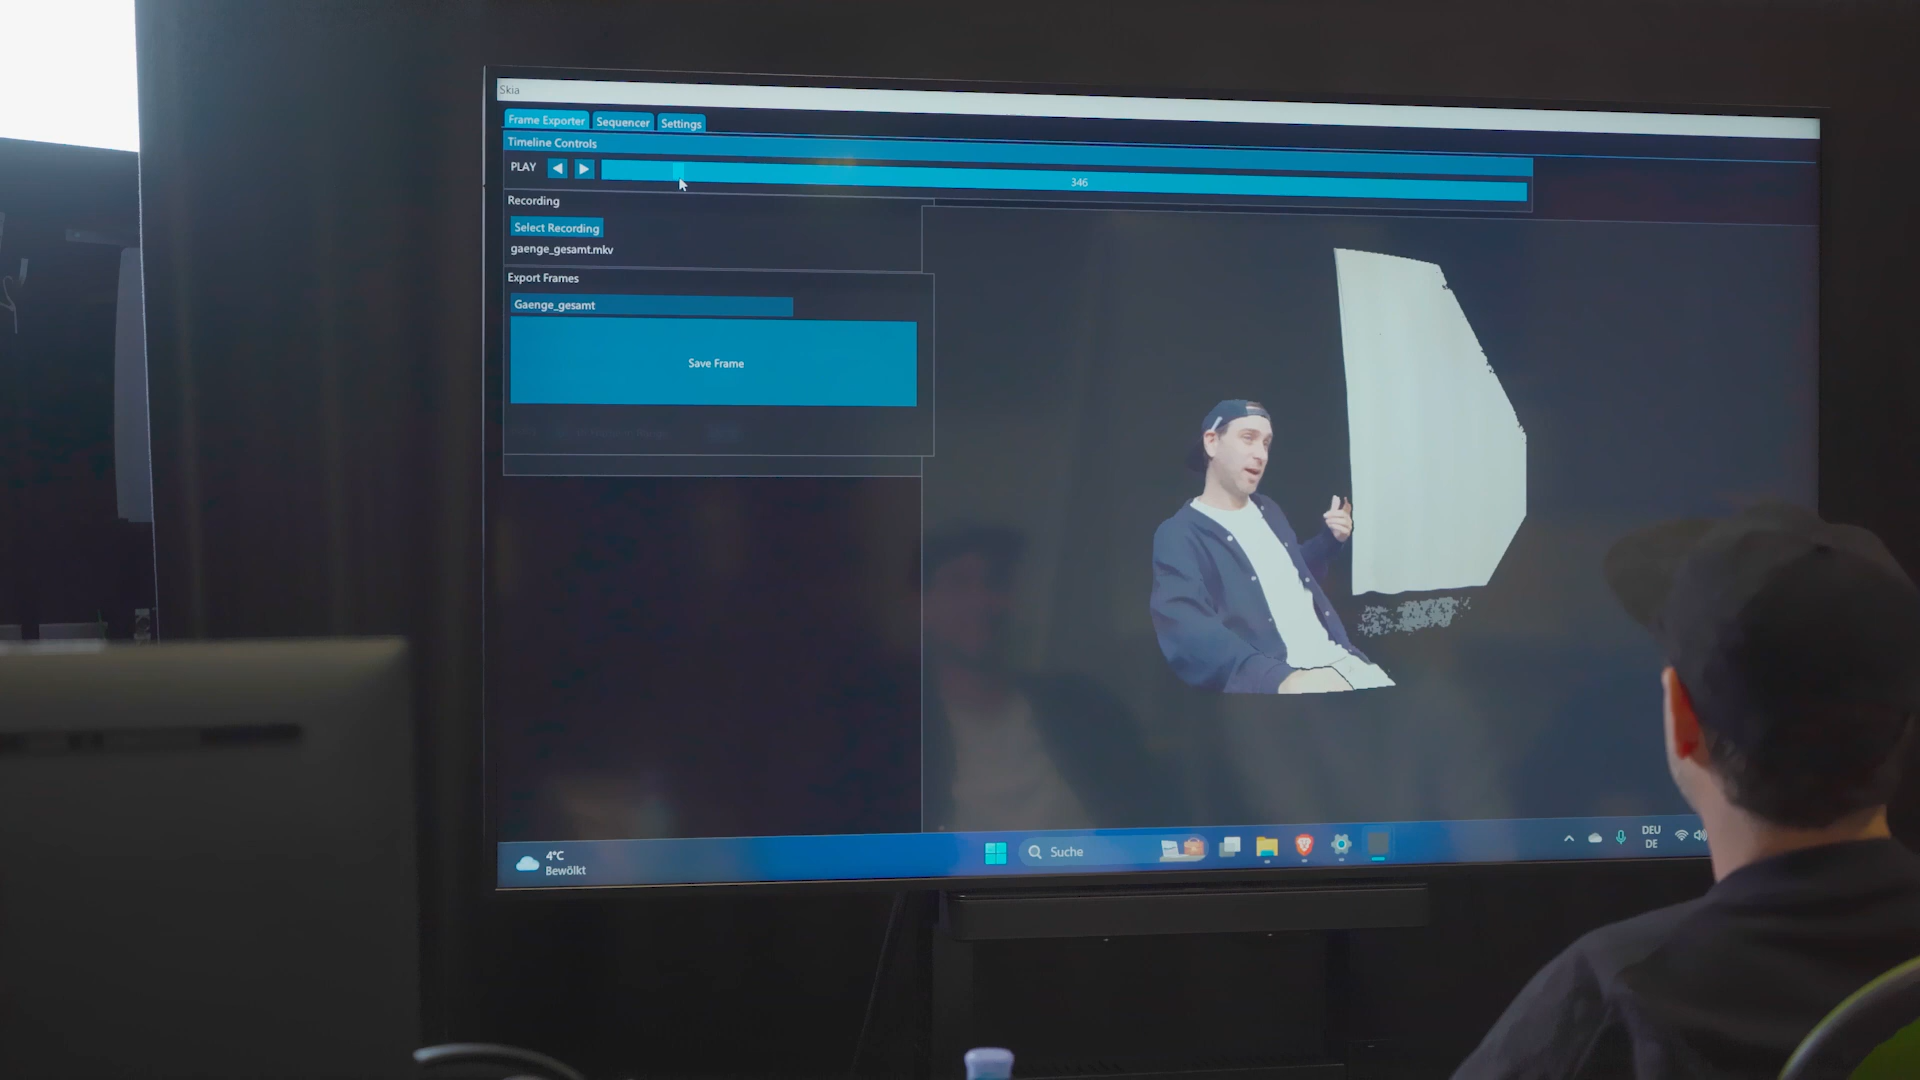 Skia
Frame Exporter Sequencer Settings
Timeline Controls
PLAY
346
Recording
Select Recording
gaenge_gesamt.mkv
Export Frames
Gaenge_gesamt
Save Frame
4°C
Bewölkt
Suche
DEU
DE